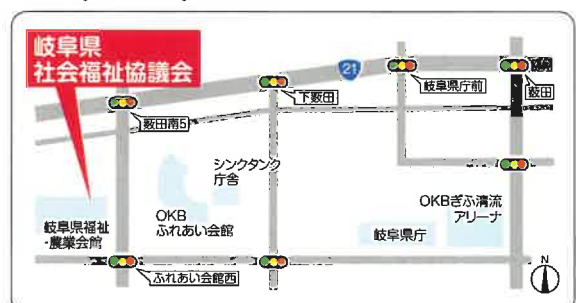 岐阜県
社会福祉協議会
21
岐阜県庁前
薮田
下薮田
薮田南5
シンクタンク
庁舎
OKBぎふ清流
アリーナ
OKB
ふれあい会館
岐阜県福祉
・農業会館
岐阜県庁
ふれあい会館西
N